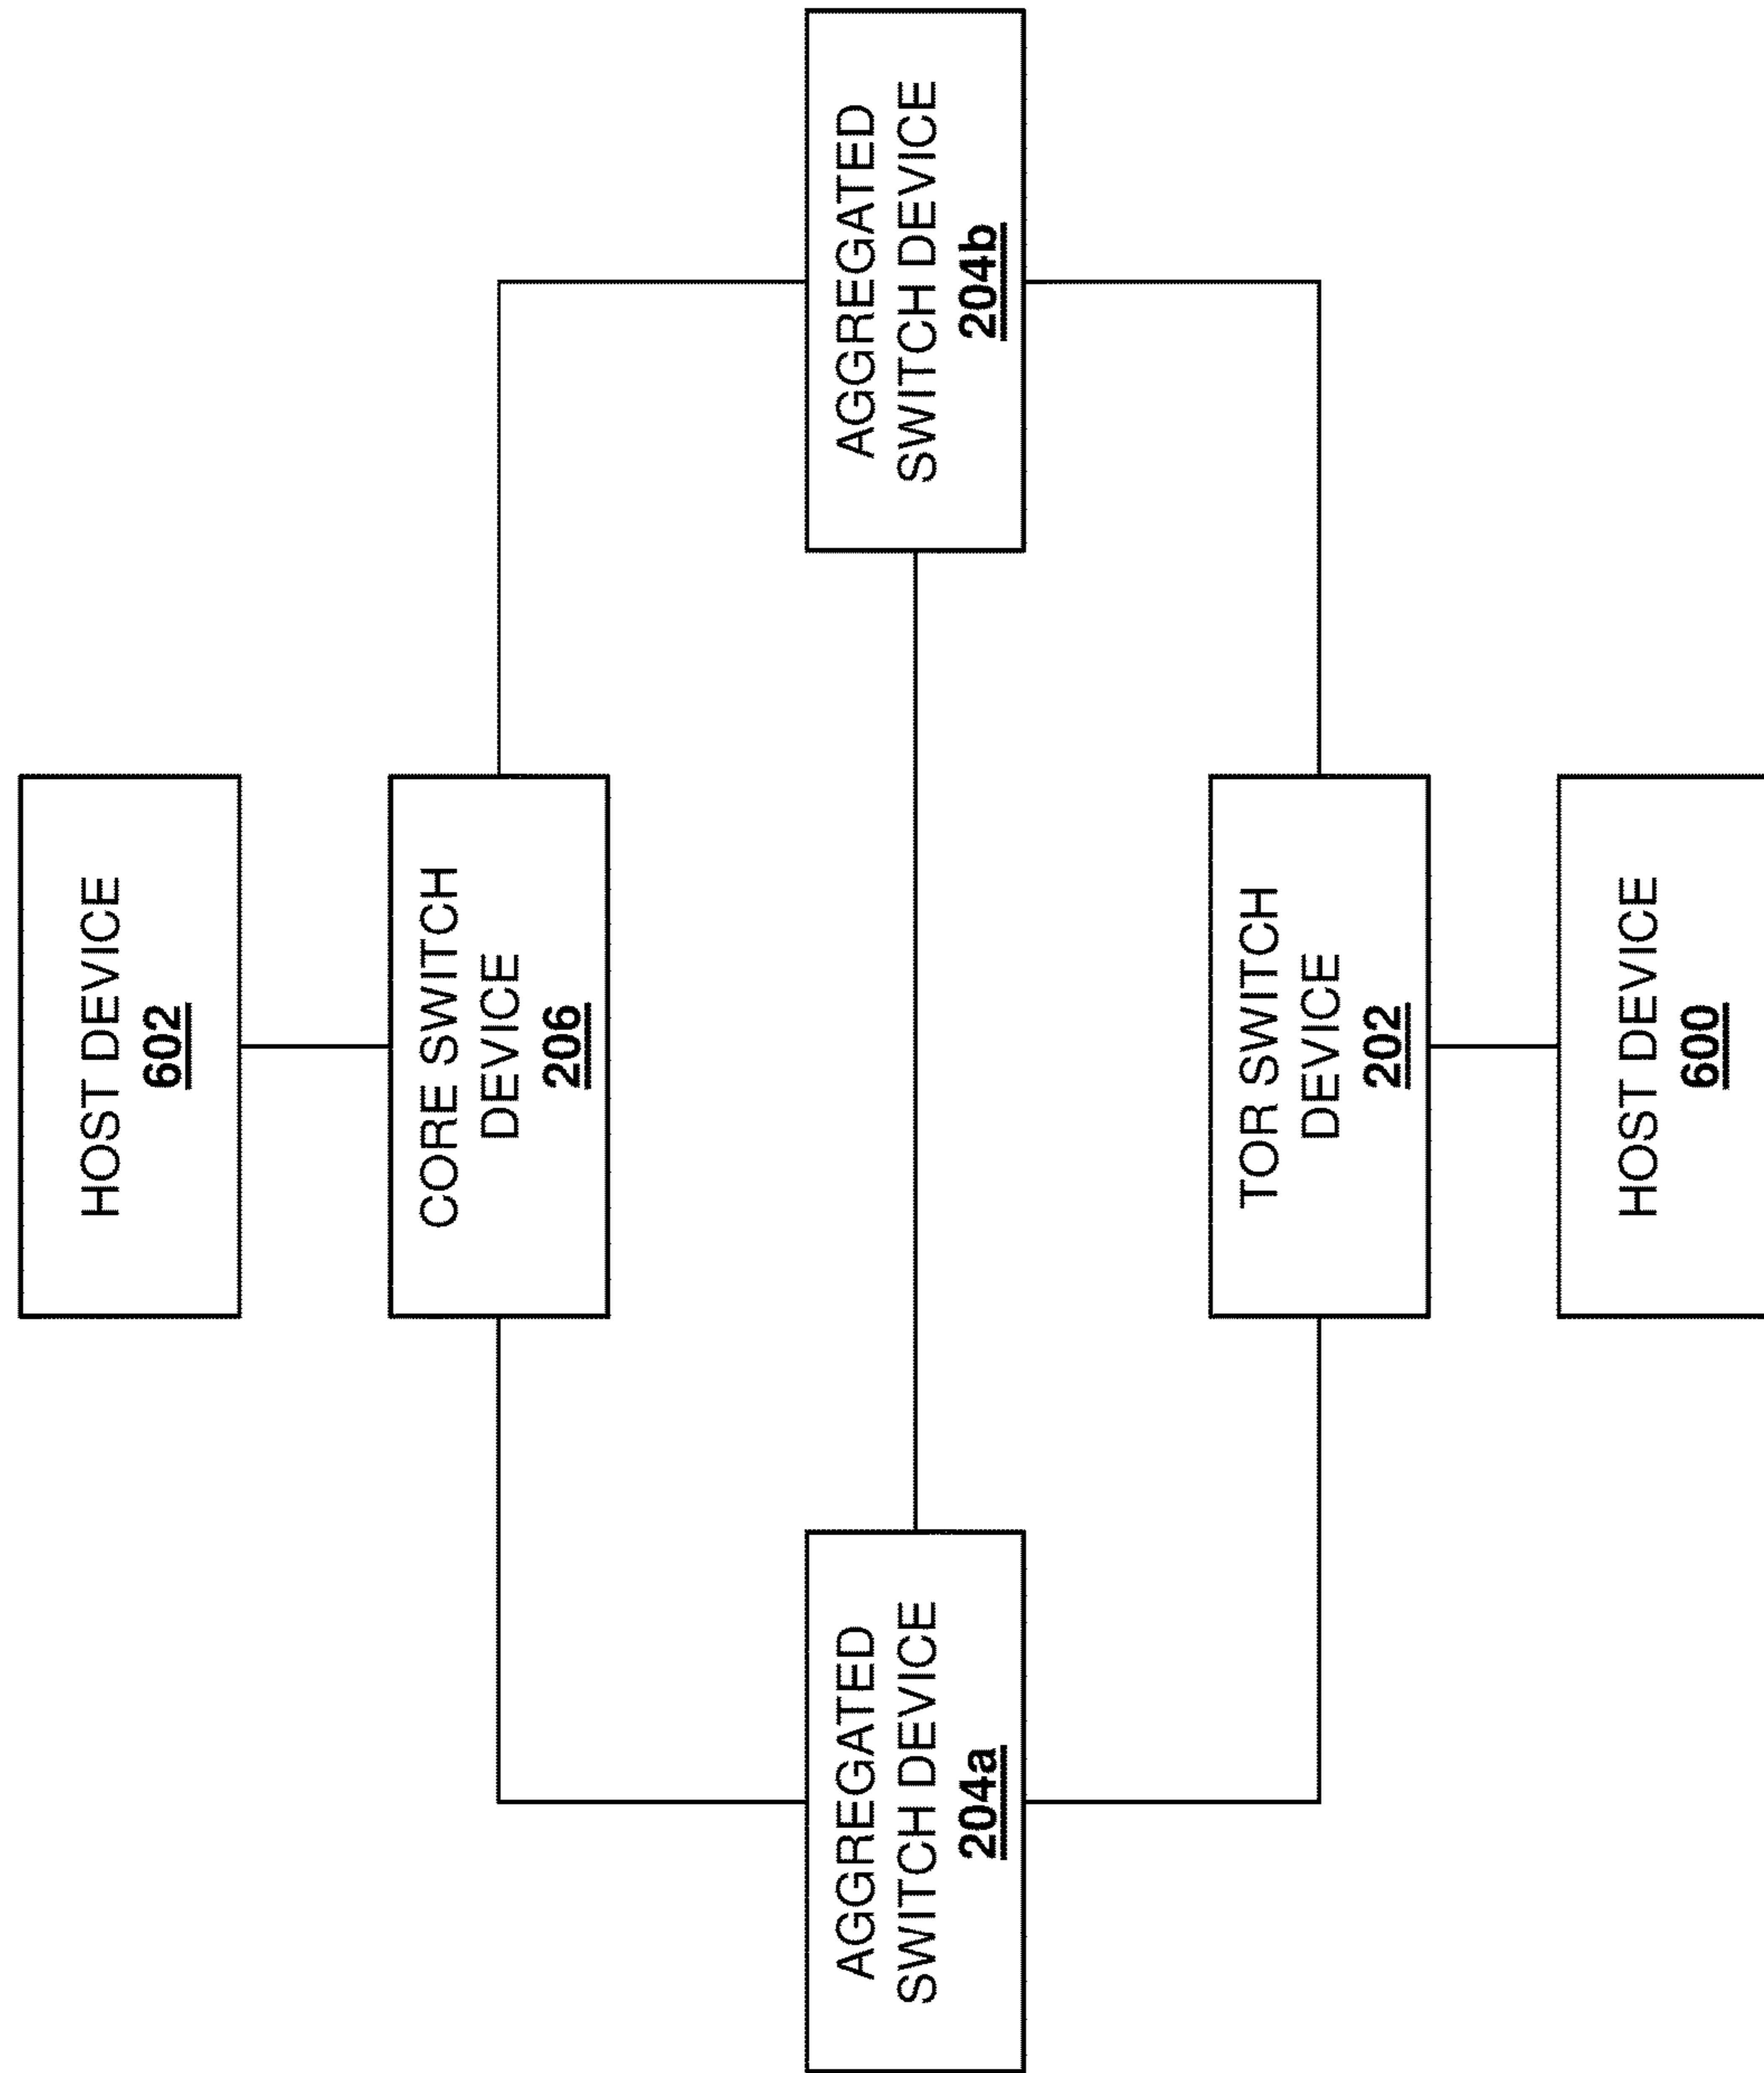 HOST DEVICE
602
CORE SWITCH
DEVICE
206
AGGREGATED
SWITCH DEVICE
204a
AGGREGATED
SWITCH DEVICE
204b
TOR SWITCH
DEVICE
202
HOST DEVICE
600